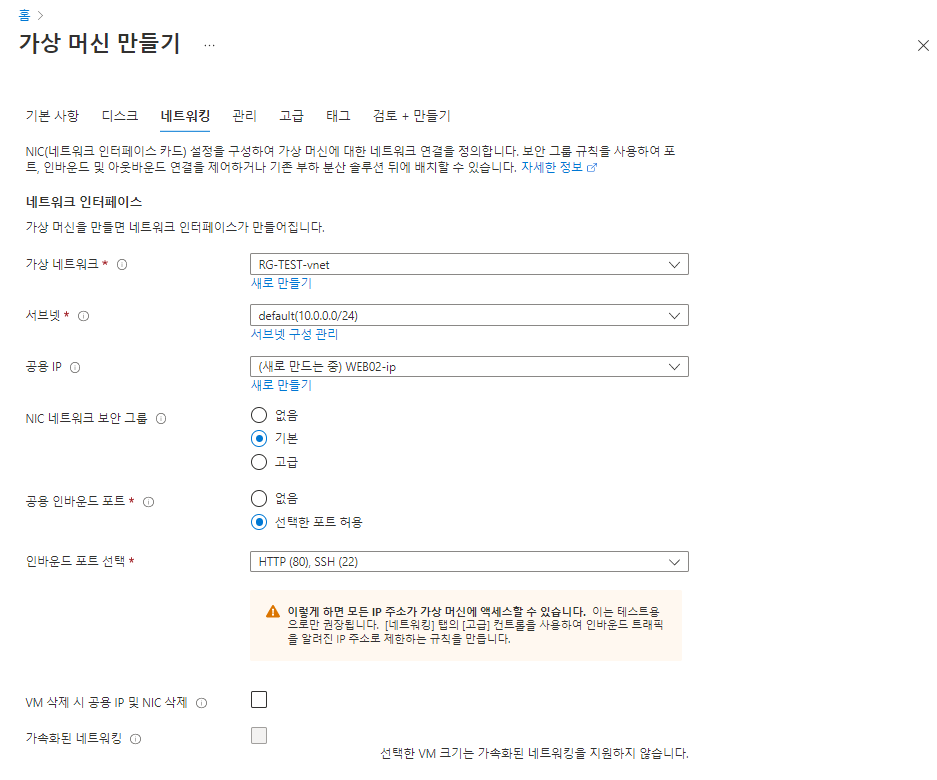 홈 >
가상 머신 만들기 ...
기본 사항 디스크 네트워킹 관리 고급 태그 검토 + 만들기
NIC(네트워크 인터페이스 카드) 설정을 구성하여 가상 머신에 대한 네트워크 연결을 정의합니다. 보안 그룹 규칙을 사용하여 포
트, 인바운드 및 아웃바운드 연결을 제어하거나 기존 부하 분산 솔루션 뒤에 배치할 수 있습니다. 자세한 정보
네트워크 인터페이스
가상 머신을 만들면 네트워크 인터페이스가 만들어집니다.
가상 네트워크 * RG-TEST-vnet
새로 만들기
서브넷 * default(10.0.0.0/24)
서브넷 구성 관리
공용 IP (새로 만드는 중) WEB02-ip
새로 만들기
NIC 네트워크 보안 그룹 없음
기본
고급
공용 인바운드 포트 * 없음
선택한 포트 허용
인바운드 포트 선택 * HTTP (80), SSH (22)
이렇게 하면 모든 IP 주소가 가상 머신에 액세스할 수 있습니다. 이는 테스트용
으로만 권장됩니다. [네트워킹] 탭의 [고급] 컨트롤을 사용하여 인바운드 트래픽
을 알려진 IP 주소로 제한하는 규칙을 만듭니다.
VM 삭제 시 공용 IP 및 NIC 삭제
가속화된 네트워킹
선택한 VM 크기는 가속화된 네트워킹을 지원하지 않습니다.